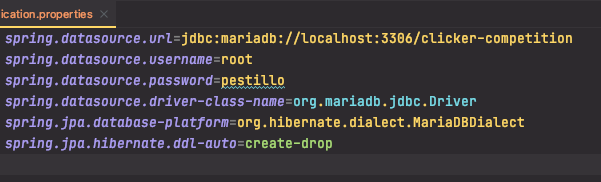 ication.properties
spring.datasource.url=jdbc:mariadb://localhost:3306/clicker-competition
spring.datasource.username=root
spring.datasource.password=pestillo
spring.datasource.driver-class-name=org.mariadb.jdbc.Driver
spring.jpa.database-platform=org.hibernate.dialect.MariaDBDialect
spring.jpa.hibernate.ddl-auto=create-drop